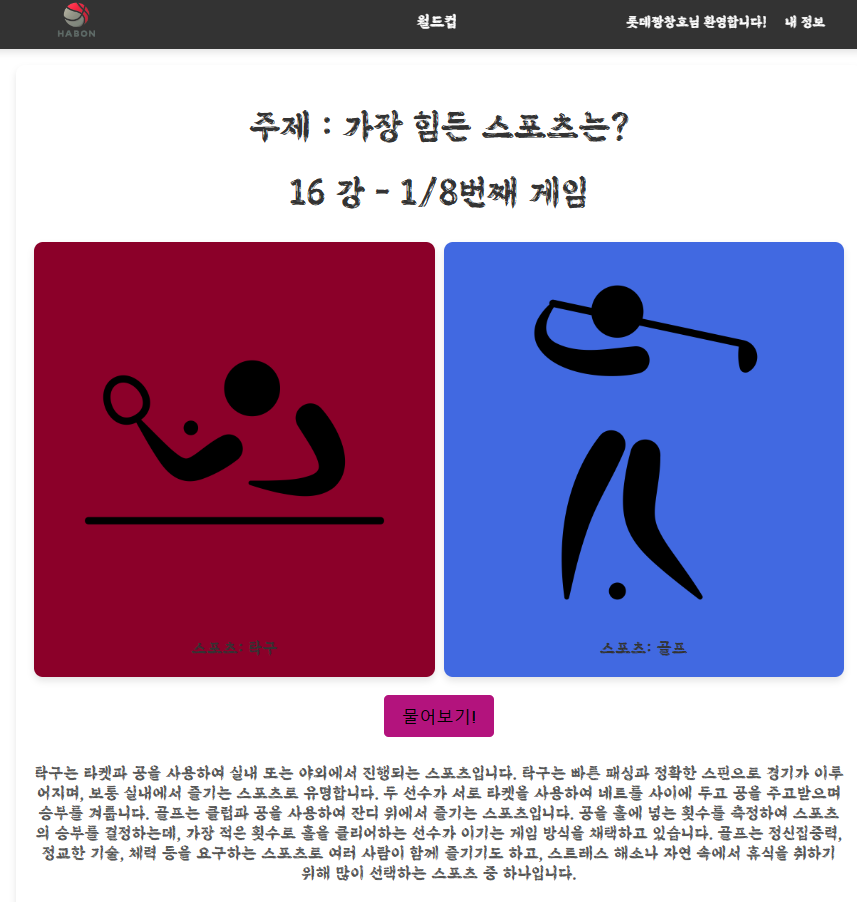 HABON
월드컵
롯데짱창호님 환영합니다!
내 정보
주제 : 가장 힘든 스포츠는?
16 강 - 1/8번째 게임
스포츠: 탁구
스포츠: 골프
물어보기!
탁구는 라켓과 공을 사용하여 실내 또는 야외에서 진행되는 스포츠입니다. 탁구는 빠른 패싱과 정확한 스핀으로 경기가 이루
어지며, 보통 실내에서 즐기는 스포츠로 유명합니다. 두 선수가 서로 라켓을 사용하여 네트를 사이에 두고 공을 주고받으며
승부를 겨룹니다. 골프는 클럽과 공을 사용하여 잔디 위에서 즐기는 스포츠입니다. 공을 홀에 넣는 횟수를 측정하여 스포츠
의 승부를 결정하는데, 가장 적은 횟수로 홀을 클리어하는 선수가 이기는 게임 방식을 채택하고 있습니다. 골프는 정신집중력,
정교한 기술, 체력 등을 요구하는 스포츠로 여러 사람이 함께 즐기기도 하고, 스트레스 해소나 자연 속에서 휴식을 취하기
위해 많이 선택하는 스포츠 중 하나입니다.